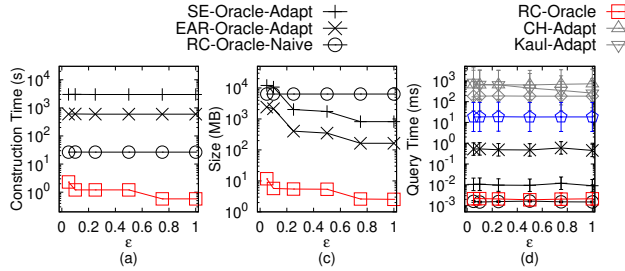 SE-Oracle-Adapt
EAR-Oracle-Adapt
RC-Oracle-Naive
RC-Oracle
CH-Adapt
Kaul-Adapt
Construction Time (s)
10^4
10^3
10^2
10^1
10^0
0 0.2 0.4 0.6 0.8 1
ε
(a)
Size (MB)
10^4
10^3
10^2
10^1
10^0
0 0.2 0.4 0.6 0.8 1
ε
(c)
Query Time (ms)
10^3
10^2
10^1
10^0
10^-1
10^-2
10^-3
0 0.2 0.4 0.6 0.8 1
ε
(d)